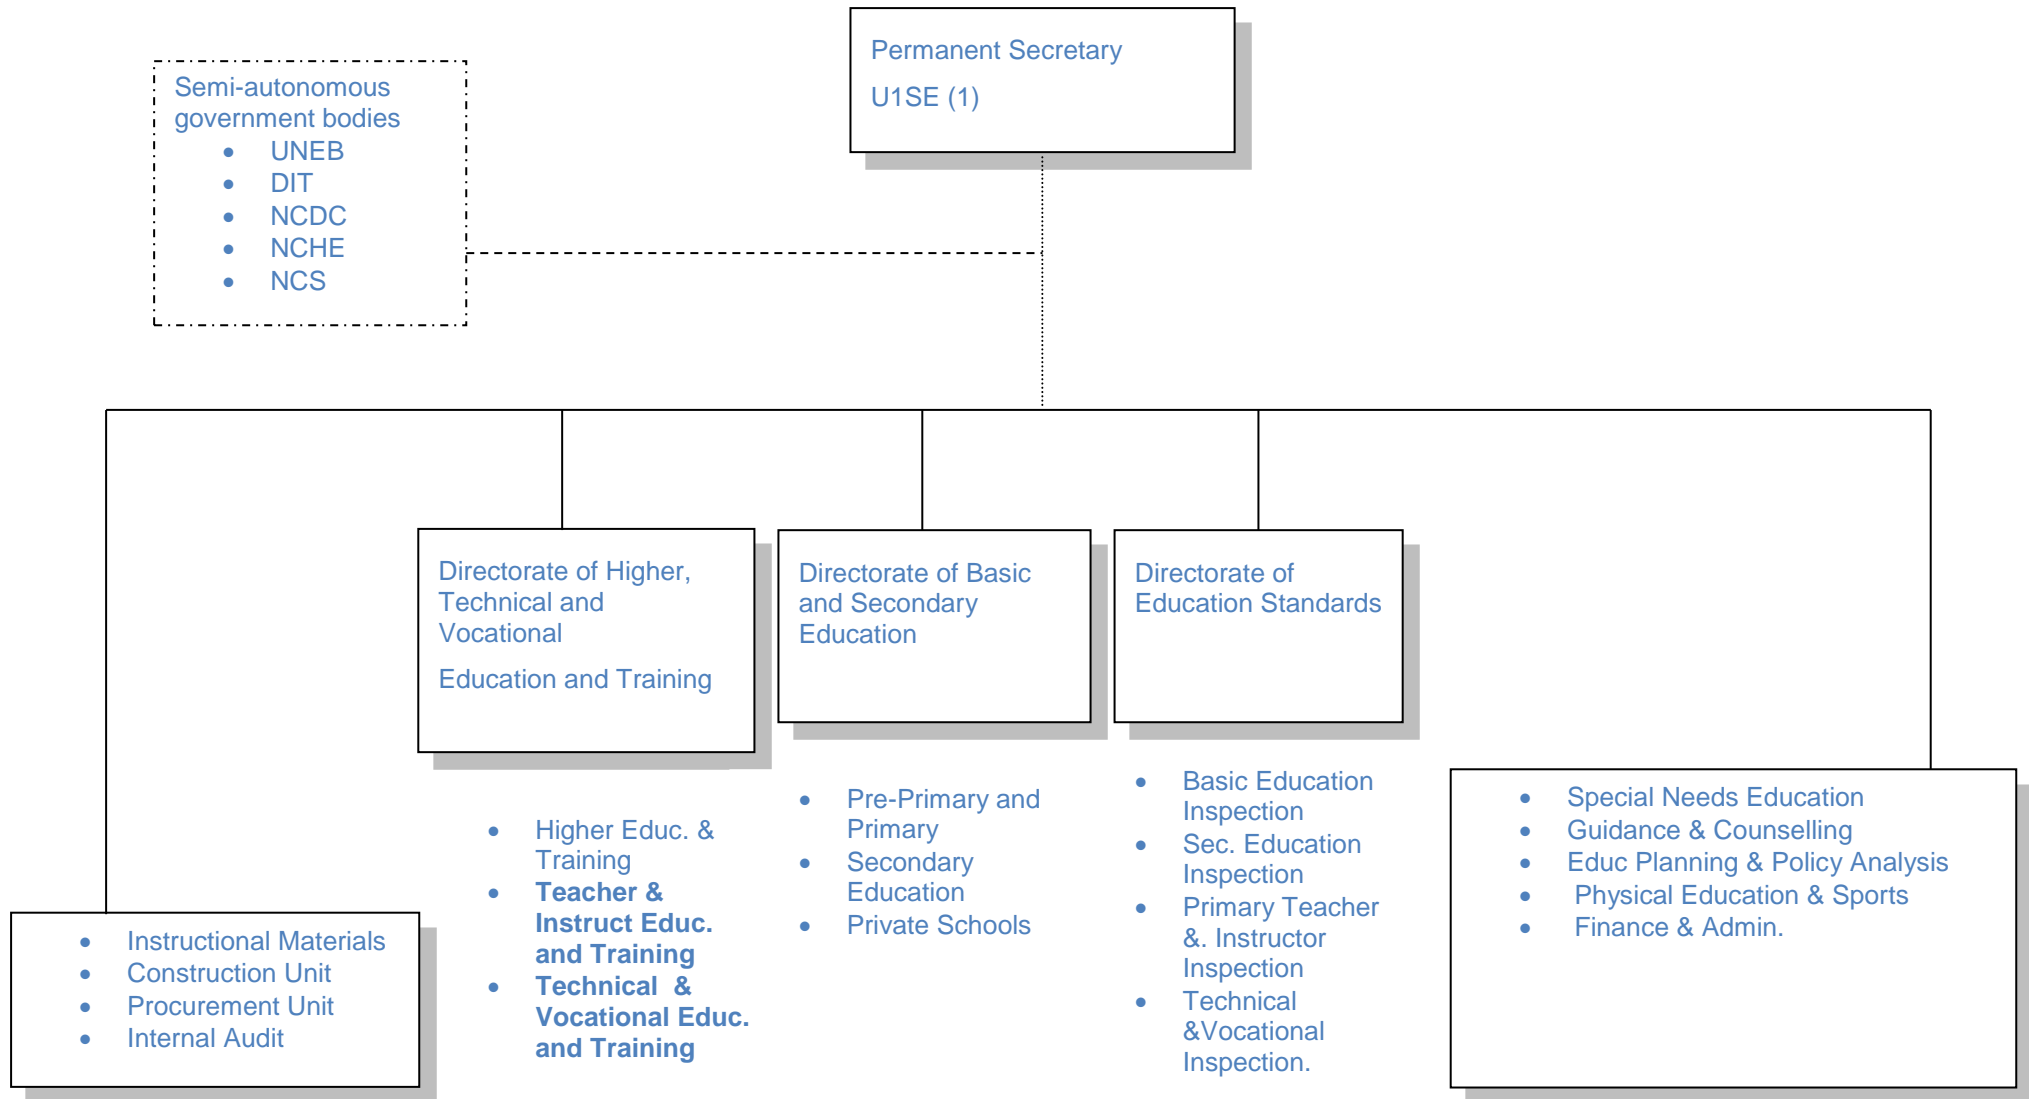 Permanent Secretary
U1SE (1)
Semi-autonomous
government bodies
• UNEB
• DIT
• NCDC
• NCHE
• NCS
Directorate of Higher,
Technical and
Vocational
Education and Training
Directorate of Basic
and Secondary
Education
Directorate of
Education Standards
• Instructional Materials
• Construction Unit
• Procurement Unit
• Internal Audit
• Higher Educ. &
Training
• Teacher &
Instruct Educ.
and Training
• Technical &
Vocational Educ.
and Training
• Pre-Primary and
Primary
• Secondary
Education
• Private Schools
• Basic Education
Inspection
• Sec. Education
Inspection
• Primary Teacher
&. Instructor
Inspection
• Technical
&Vocational
Inspection.
• Special Needs Education
• Guidance & Counselling
• Educ Planning & Policy Analysis
• Physical Education & Sports
• Finance & Admin.